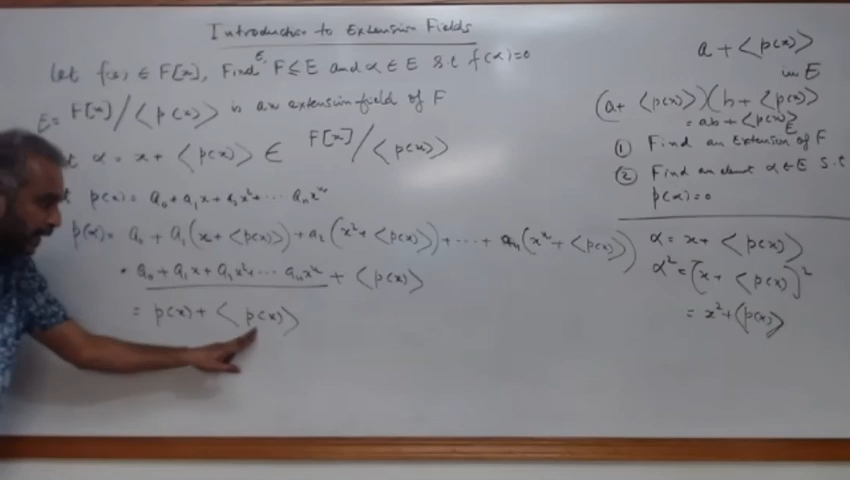 Introduction to Extension Fields
let f(x) ∈ F[x], Find E, F ≤ E and α ∈ E s.t f(α)=0
E = F[x]/<p(x)> is an extension field of F
α = x + <p(x)> ∈ F[x]/<p(x)>
p(x) = a₀ + a₁x + a₂x² + ... aₙxⁿ
p(α) = a₀ + a₁(x + <p(x)>) + a₂(x² + <p(x)>) + ... + aₙ(xⁿ + <p(x)>)
= a₀ + a₁x + a₂x² + ... aₙxⁿ + <p(x)>
= p(x) + <p(x)>
a + <p(x)>
in E
(a + <p(x)>)(b + <p(x)>
= ab + <p(x)>
① Find an Extension E of F
② Find an elemt α ∈ E s.t
p(α)=0
α = x + <p(x)>
α² = [x + <p(x)]²
= x² + <p(x)>